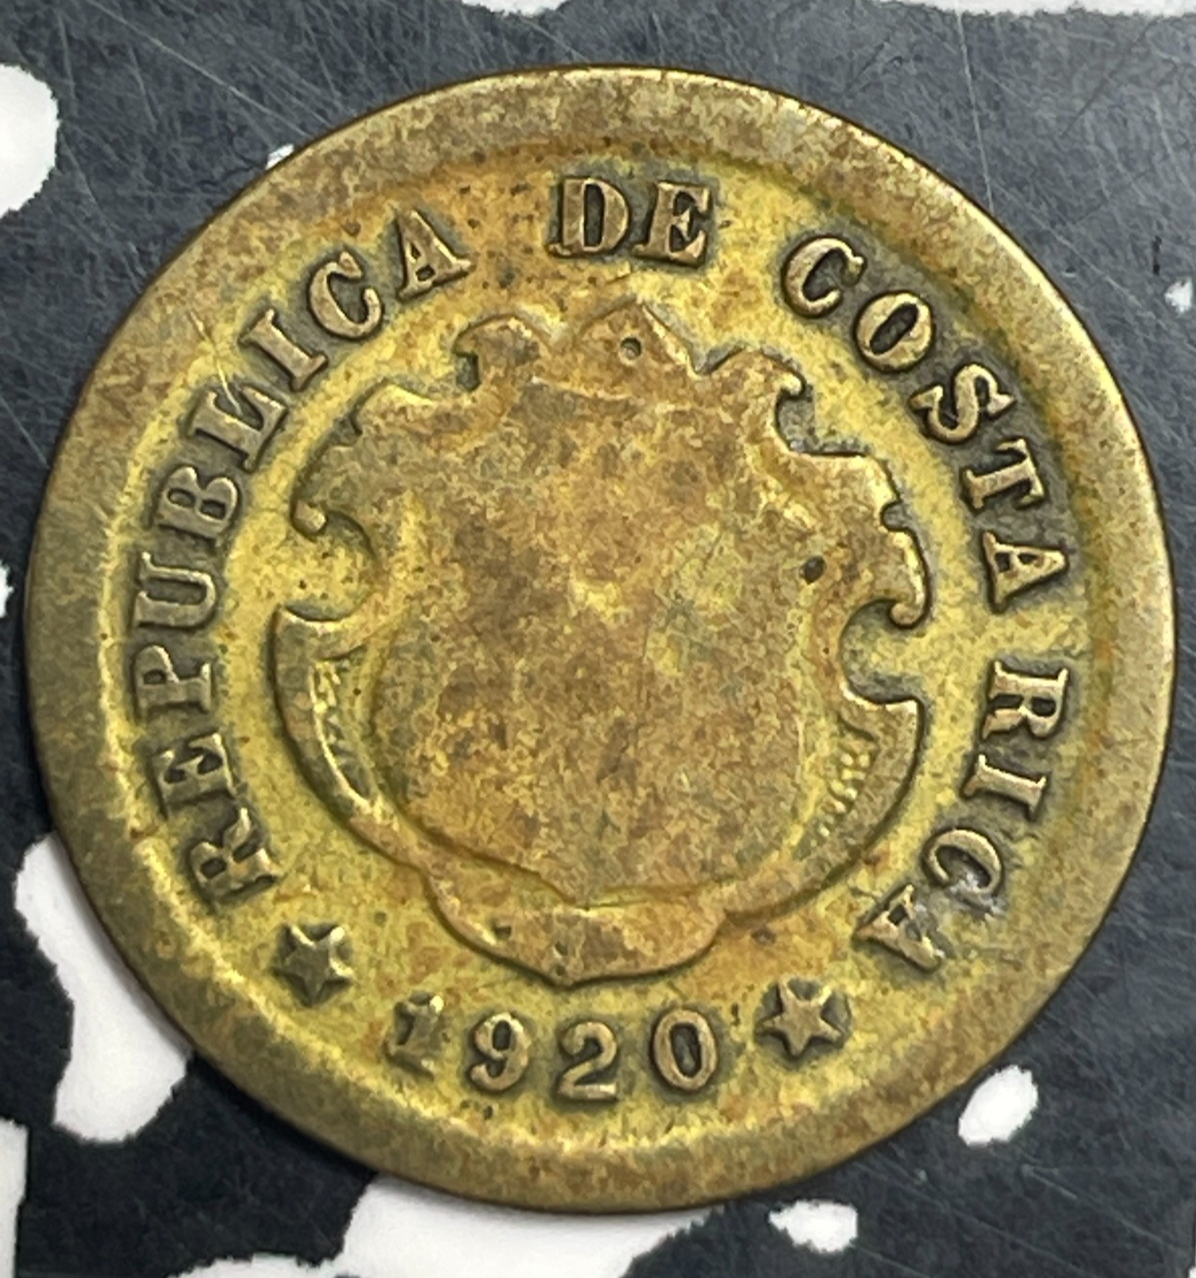 REPUBLICA DE COSTA RICA
★ 1920 ★